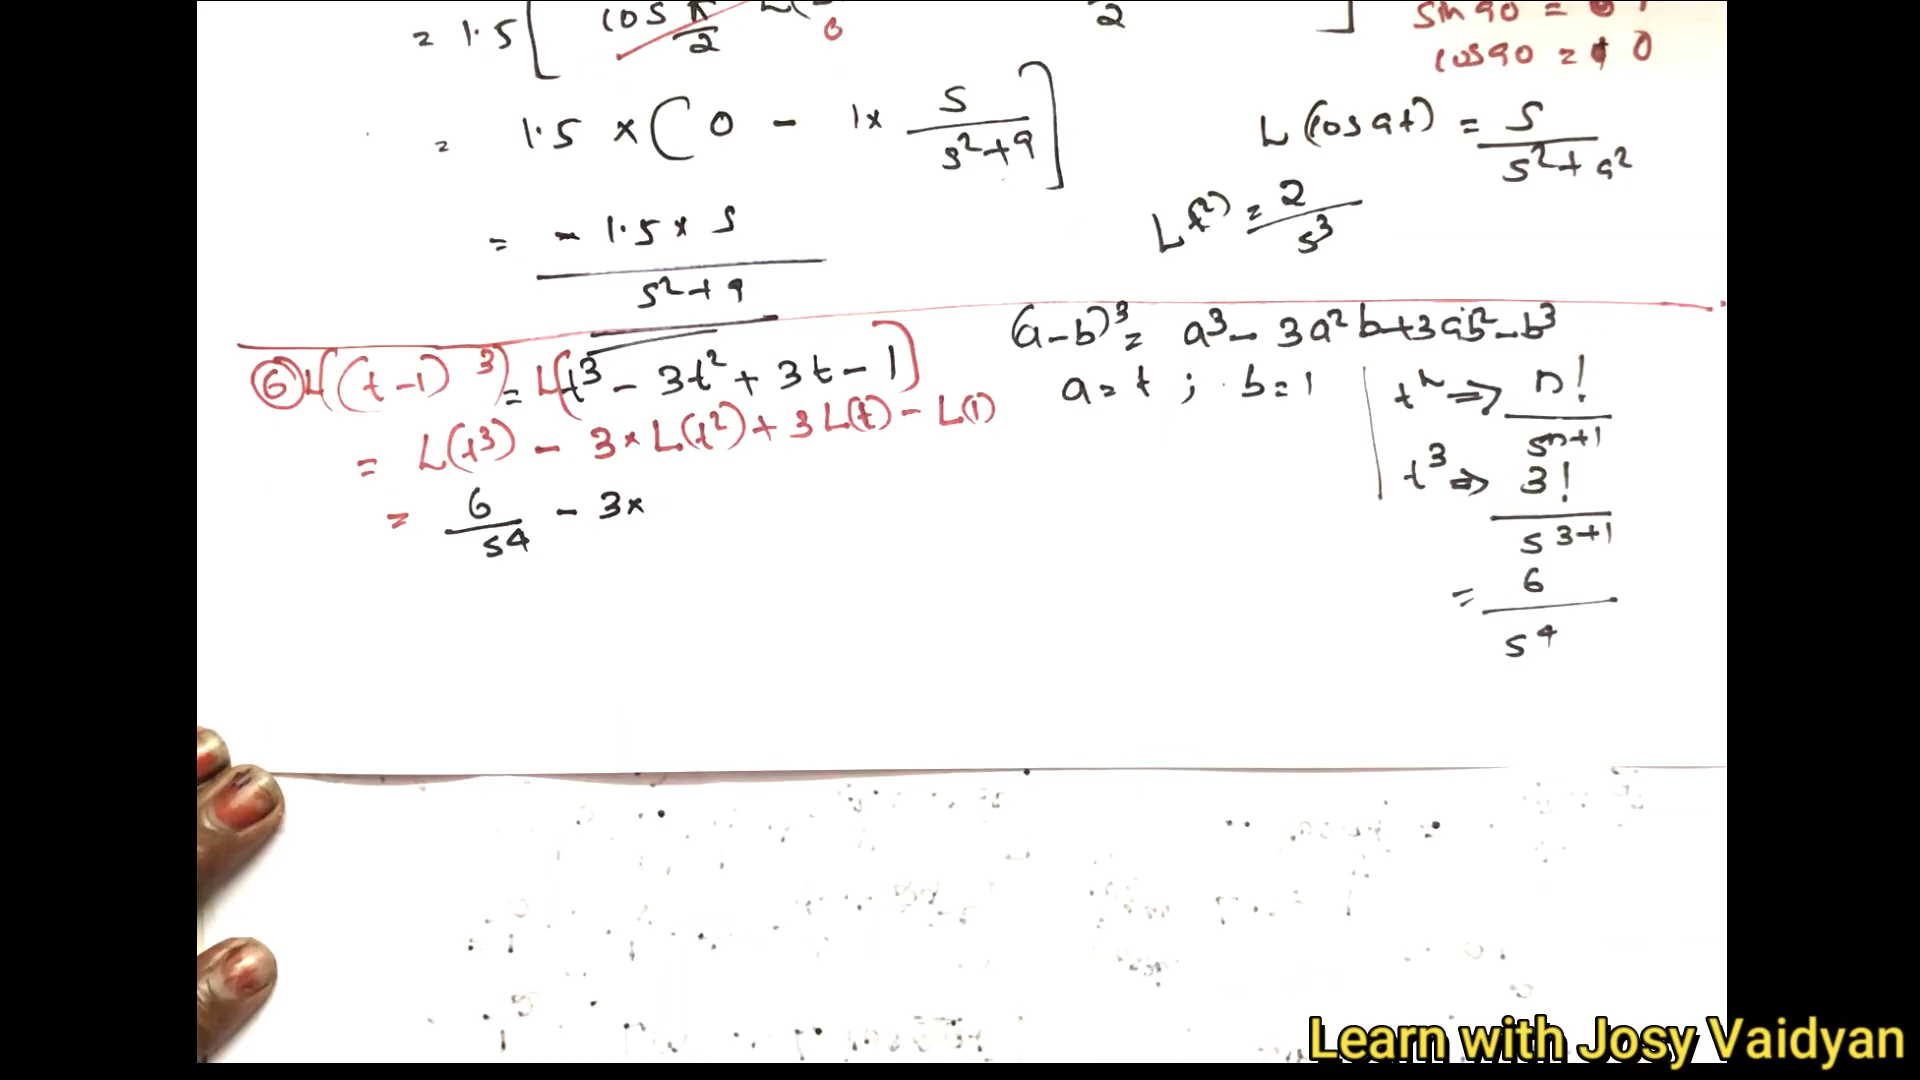 = 1.5 [ cos π/2 0 2 ]
sin 90 = 1
cos 90 = 0
= 1.5 × ( 0 - 1× s/(s²+9) ]
L (cos at) = s/(s²+a²)
L t²) = 2/s³
= - 1.5 × s/(s²+9)
(a-b)³ = a³ - 3a²b + 3ab² - b³
⑥ L((t-1)³) = L[t³ - 3t² + 3t - 1]
a = t ; b = 1
tⁿ ⇒ n!/sⁿ⁺¹
= L(t³) - 3×L(t²) + 3L(t) - L(1)
t³ ⇒ 3!/s³⁺¹
= 6/s⁴ - 3×
= 6/s⁴
Learn with Josy Vaidyan